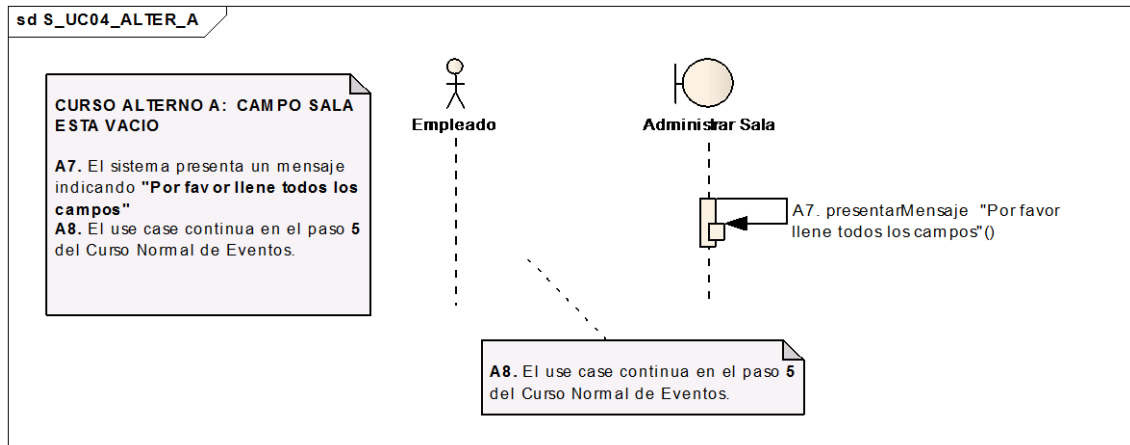 sd S_UC04_ALTER_A
CURSO ALTERNO A: CAMPO SALA
ESTA VACIO
A7. El sistema presenta un mensaje
indicando "Por favor llene todos los
campos"
A8. El use case continua en el paso 5
del Curso Normal de Eventos.
Empleado
Administrar Sala
A7. presentarMensaje "Por favor
llene todos los campos"()
A8. El use case continua en el paso 5
del Curso Normal de Eventos.